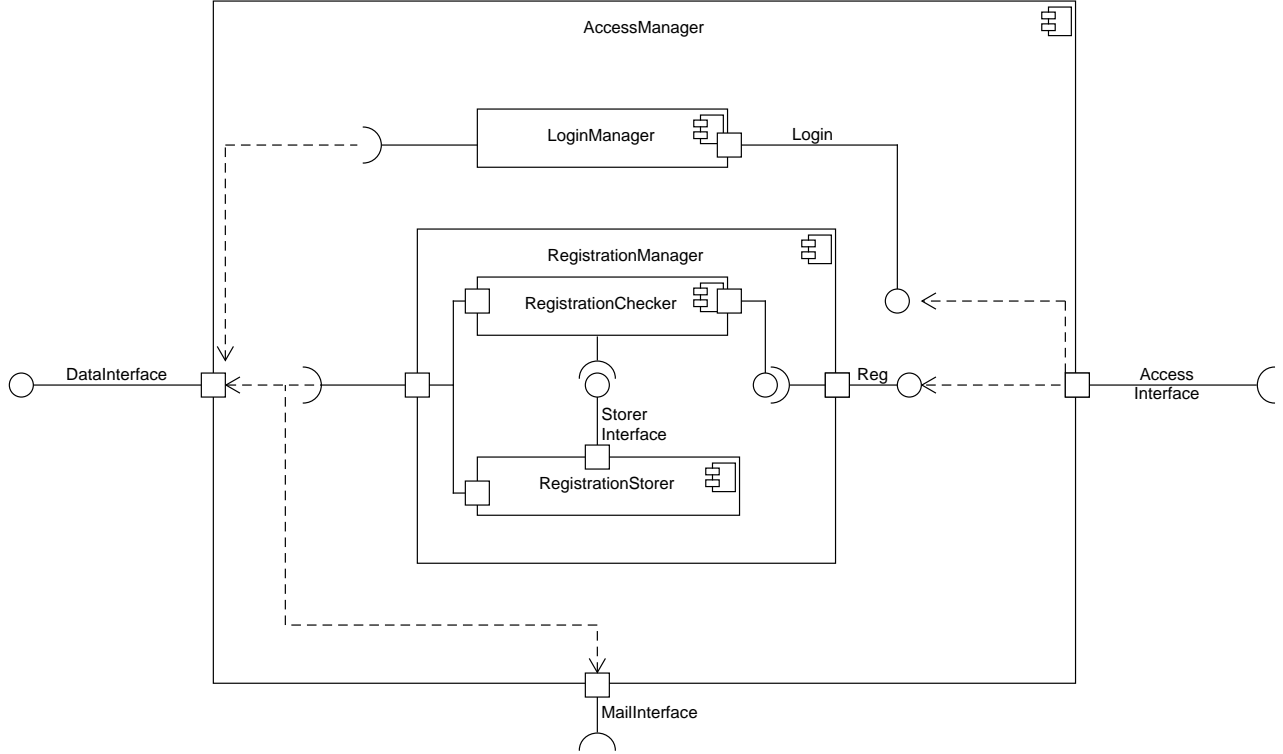 AccessManager
LoginManager
Login
RegistrationManager
RegistrationChecker
DataInterface
Reg
Access
Interface
Storer
Interface
RegistrationStorer
MailInterface